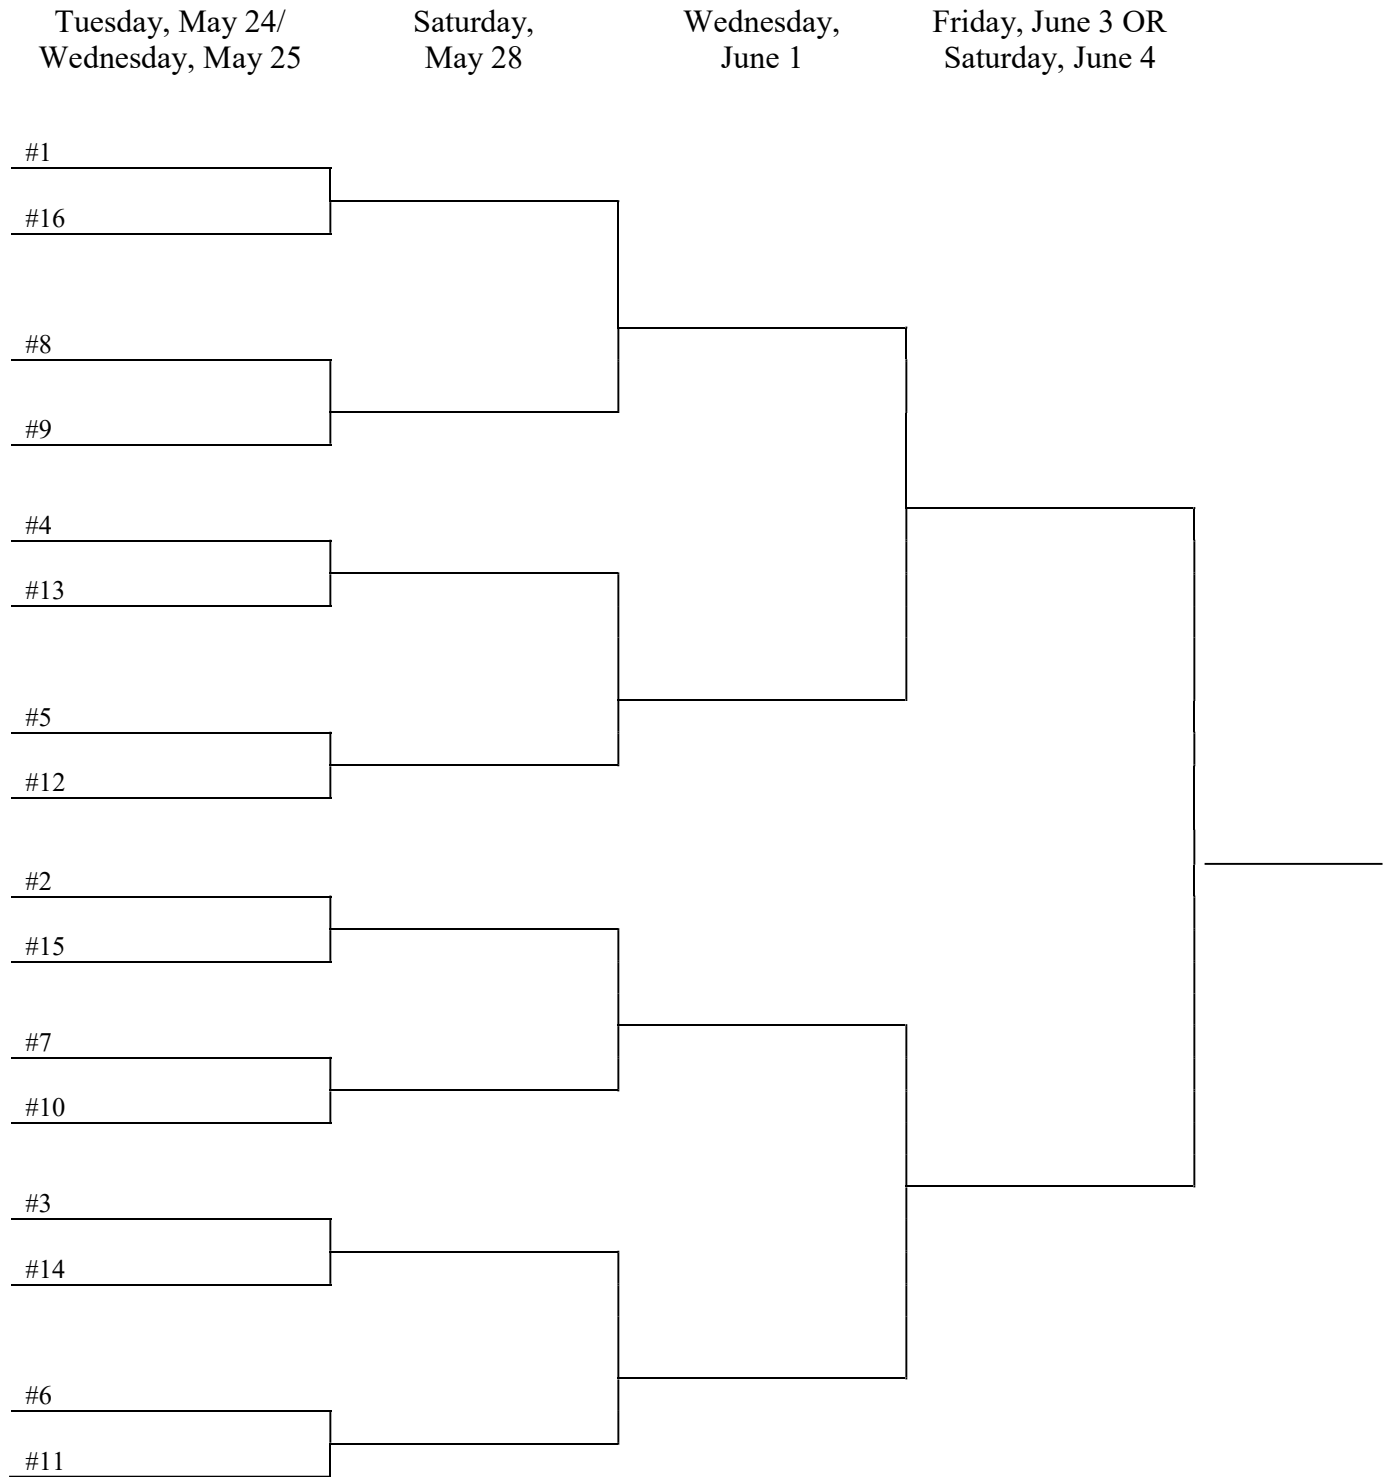 Tuesday, May 24/
Wednesday, May 25
Saturday,
May 28
Wednesday,
June 1
Friday, June 3 OR
Saturday, June 4
#1
#16
#8
#9
#4
#13
#5
#12
#2
#15
#7
#10
#3
#14
#6
#11